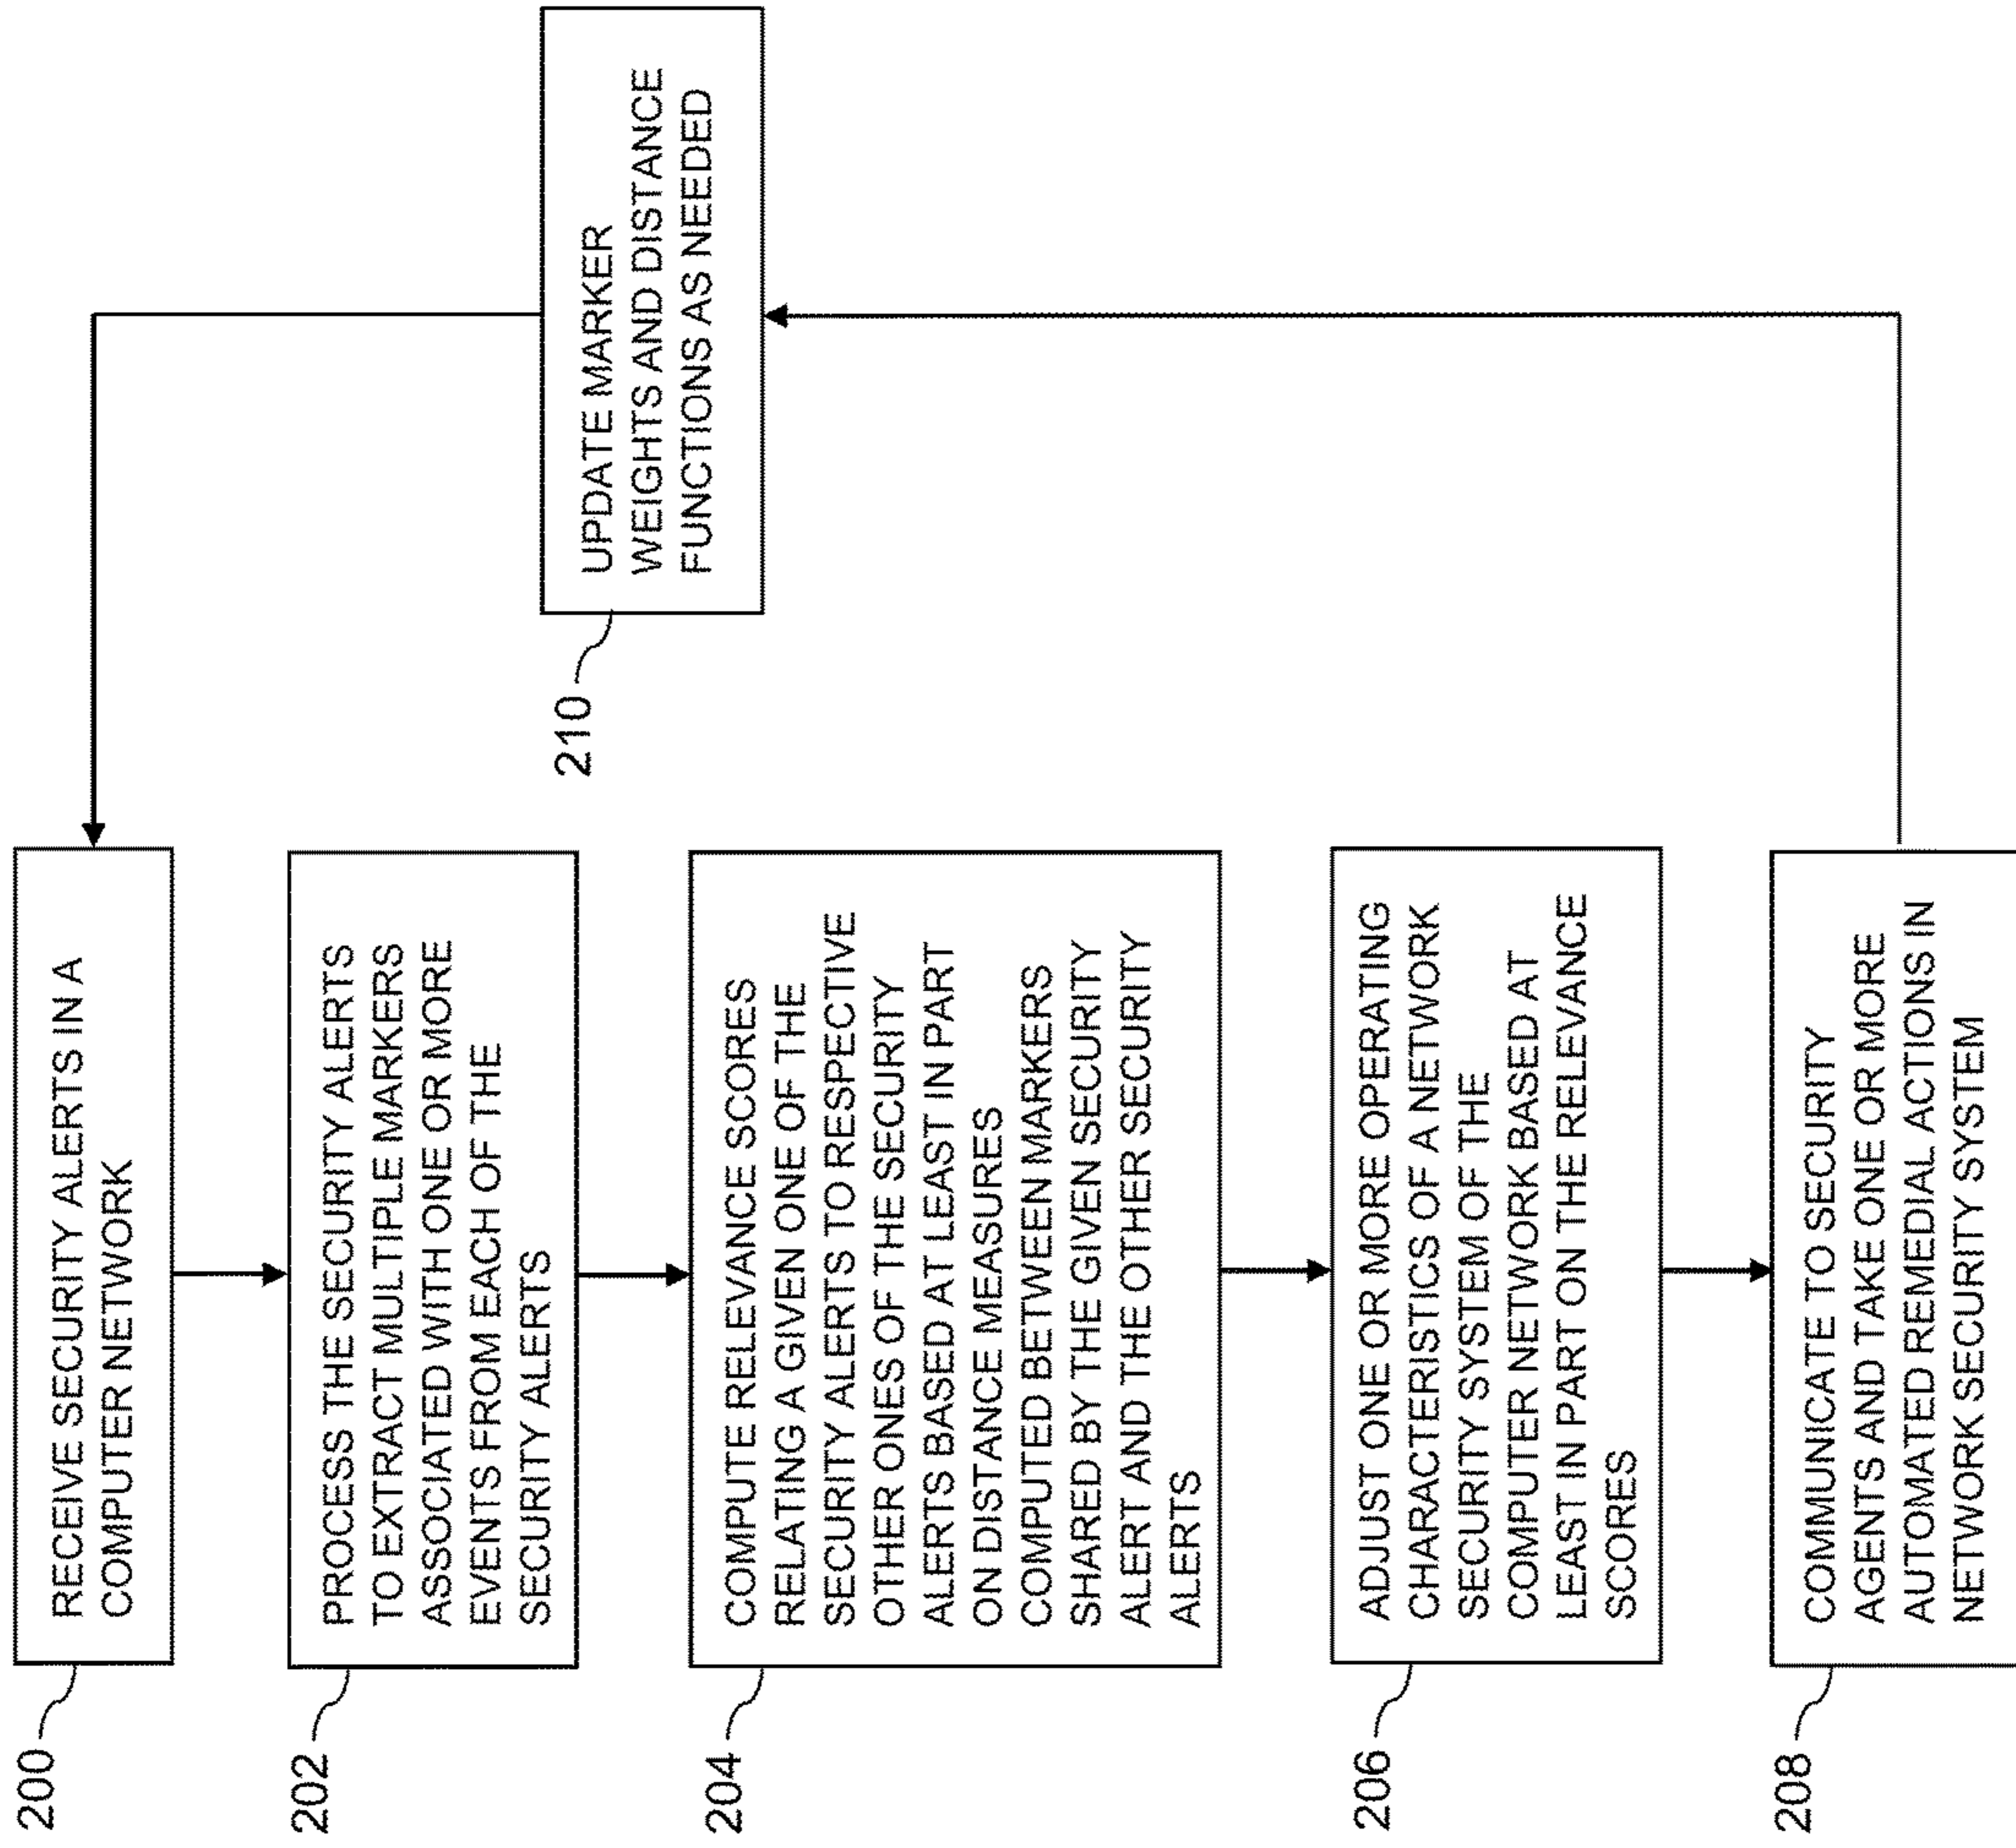 200
RECEIVE SECURITY ALERTS IN A
COMPUTER NETWORK
202
PROCESS THE SECURITY ALERTS
TO EXTRACT MULTIPLE MARKERS
ASSOCIATED WITH ONE OR MORE
EVENTS FROM EACH OF THE
SECURITY ALERTS
204
COMPUTE RELEVANCE SCORES
RELATING A GIVEN ONE OF THE
SECURITY ALERTS TO RESPECTIVE
OTHER ONES OF THE SECURITY
ALERTS BASED AT LEAST IN PART
ON DISTANCE MEASURES
COMPUTED BETWEEN MARKERS
SHARED BY THE GIVEN SECURITY
ALERT AND THE OTHER SECURITY
ALERTS
206
ADJUST ONE OR MORE OPERATING
CHARACTERISTICS OF A NETWORK
SECURITY SYSTEM OF THE
COMPUTER NETWORK BASED AT
LEAST IN PART ON THE RELEVANCE
SCORES
208
COMMUNICATE TO SECURITY
AGENTS AND TAKE ONE OR MORE
AUTOMATED REMEDIAL ACTIONS IN
NETWORK SECURITY SYSTEM
210
UPDATE MARKER
WEIGHTS AND DISTANCE
FUNCTIONS AS NEEDED